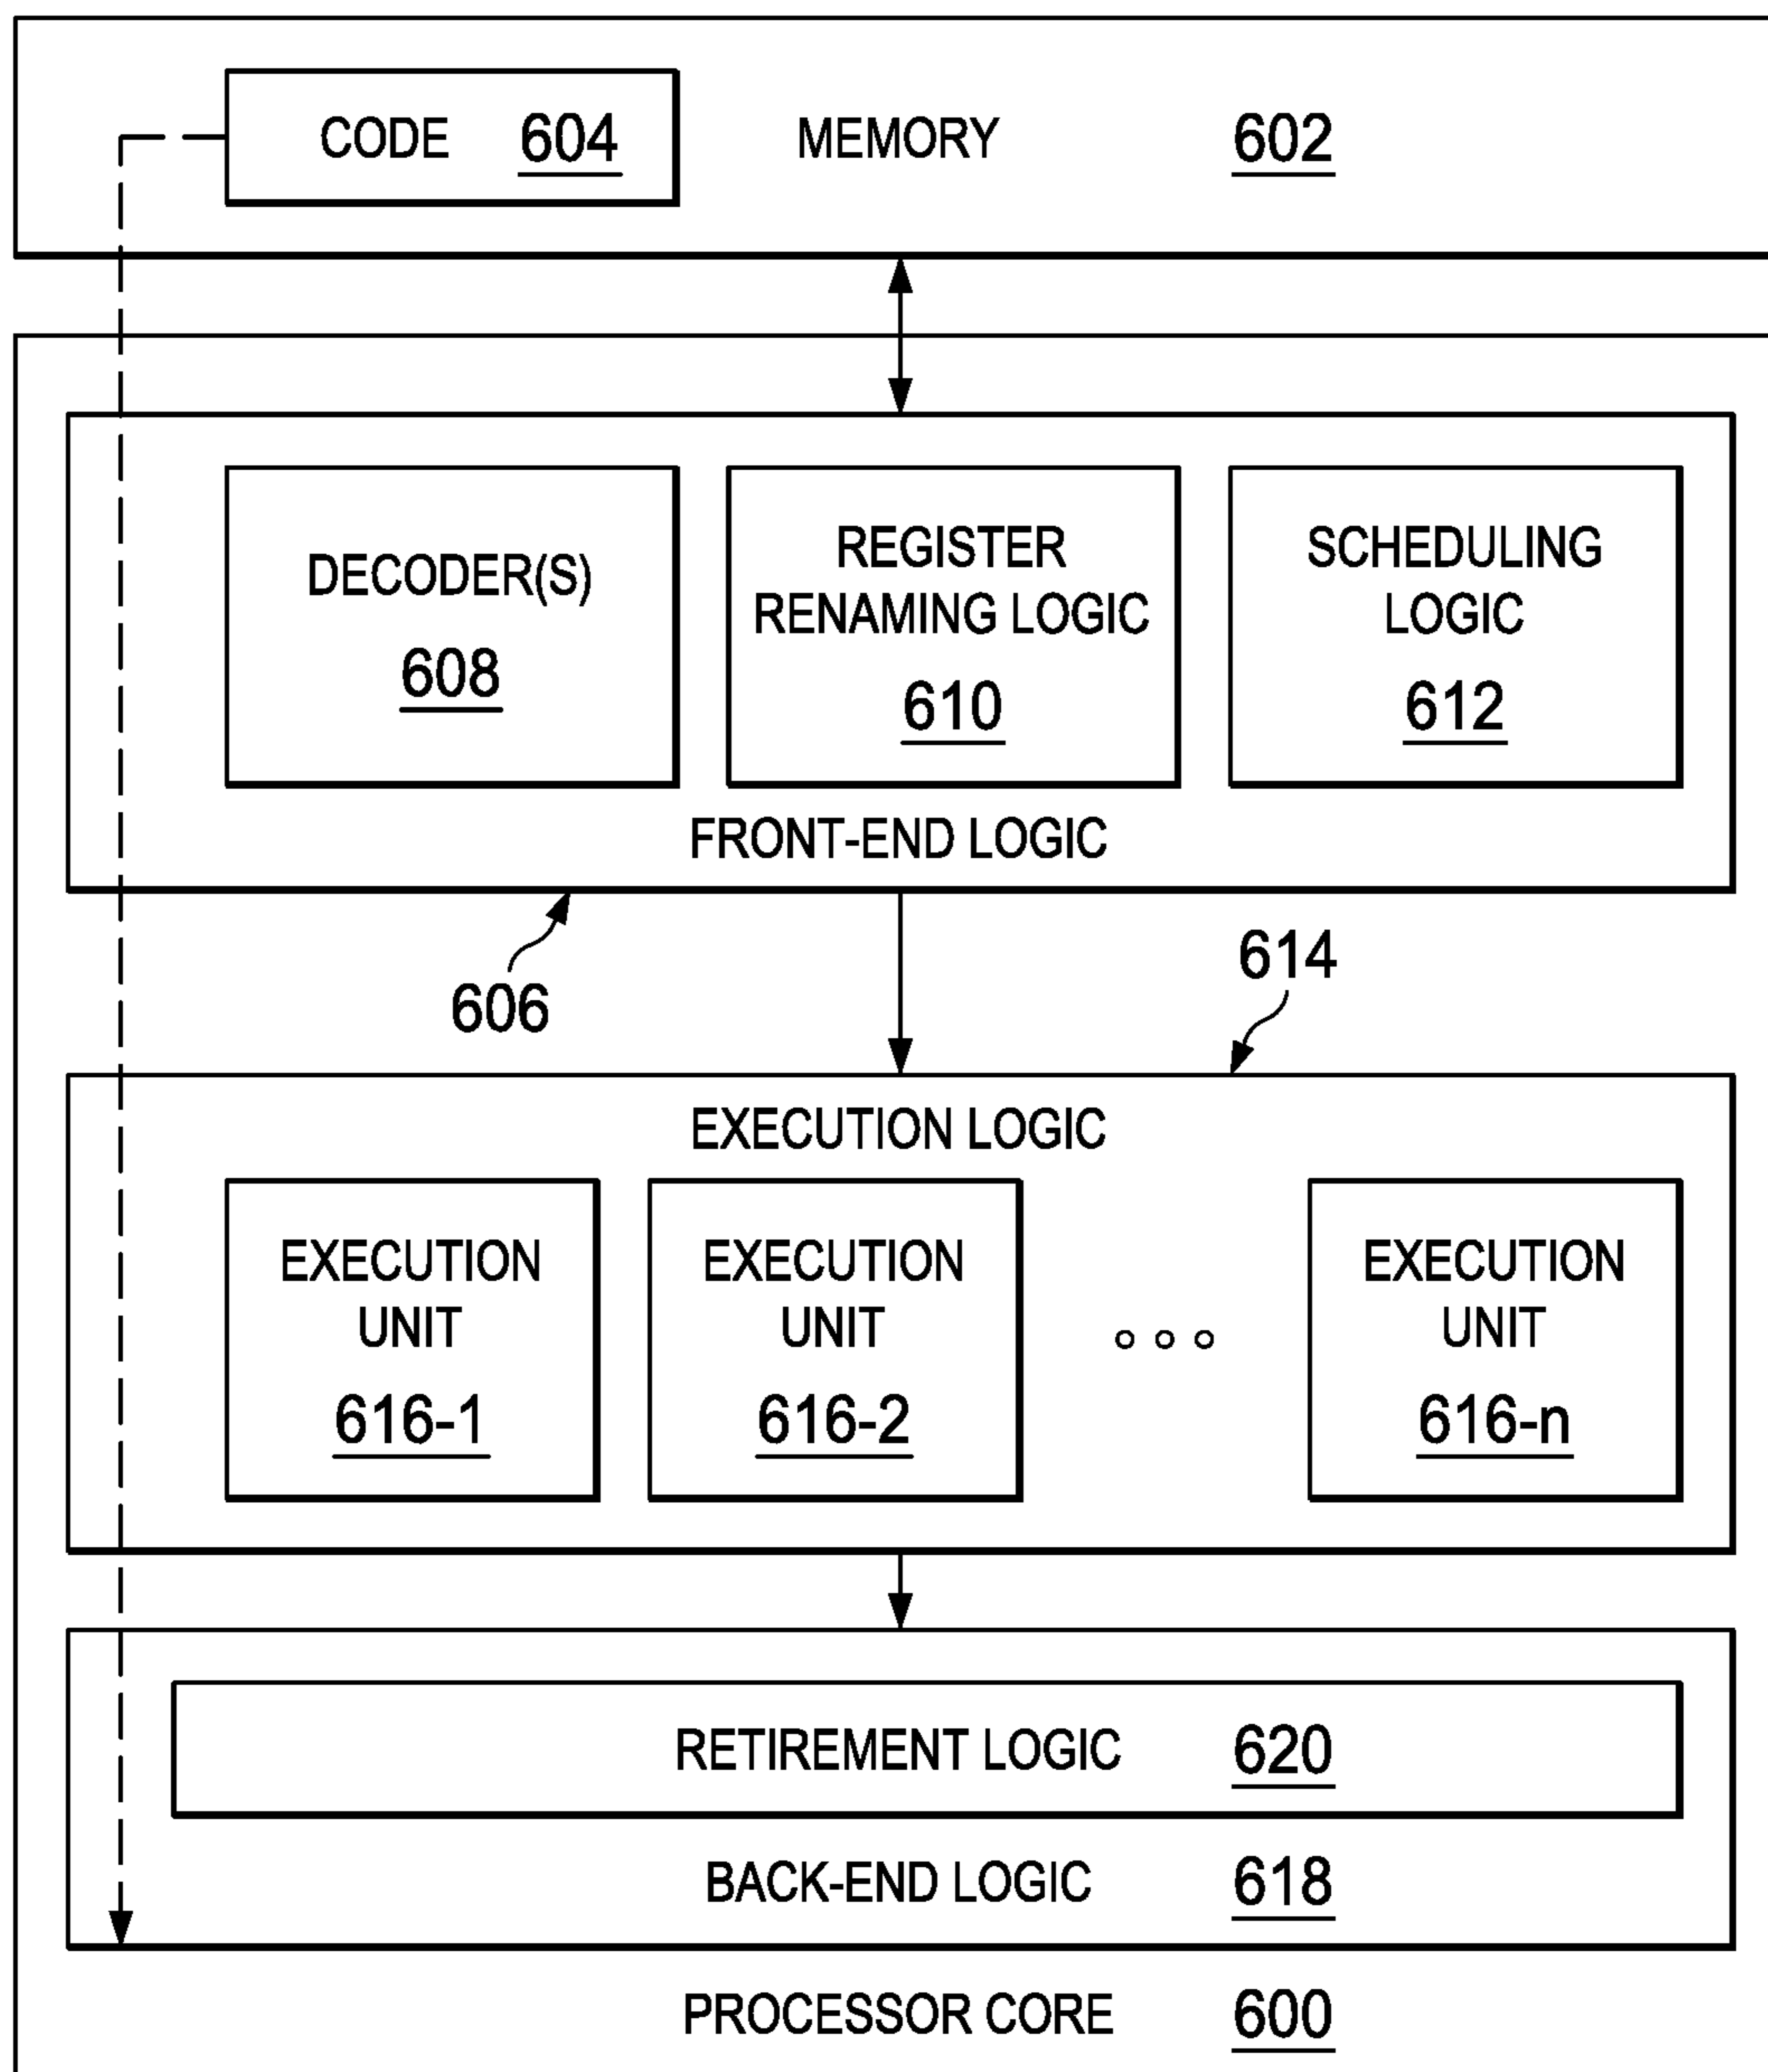 CODE 604 MEMORY 602
DECODER(S)
608
REGISTER
RENAMING LOGIC
610
SCHEDULING
LOGIC
612
FRONT-END LOGIC
606
614
EXECUTION LOGIC
EXECUTION
UNIT
616-1
EXECUTION
UNIT
616-2
EXECUTION
UNIT
616-n
RETIREMENT LOGIC 620
BACK-END LOGIC 618
PROCESSOR CORE 600